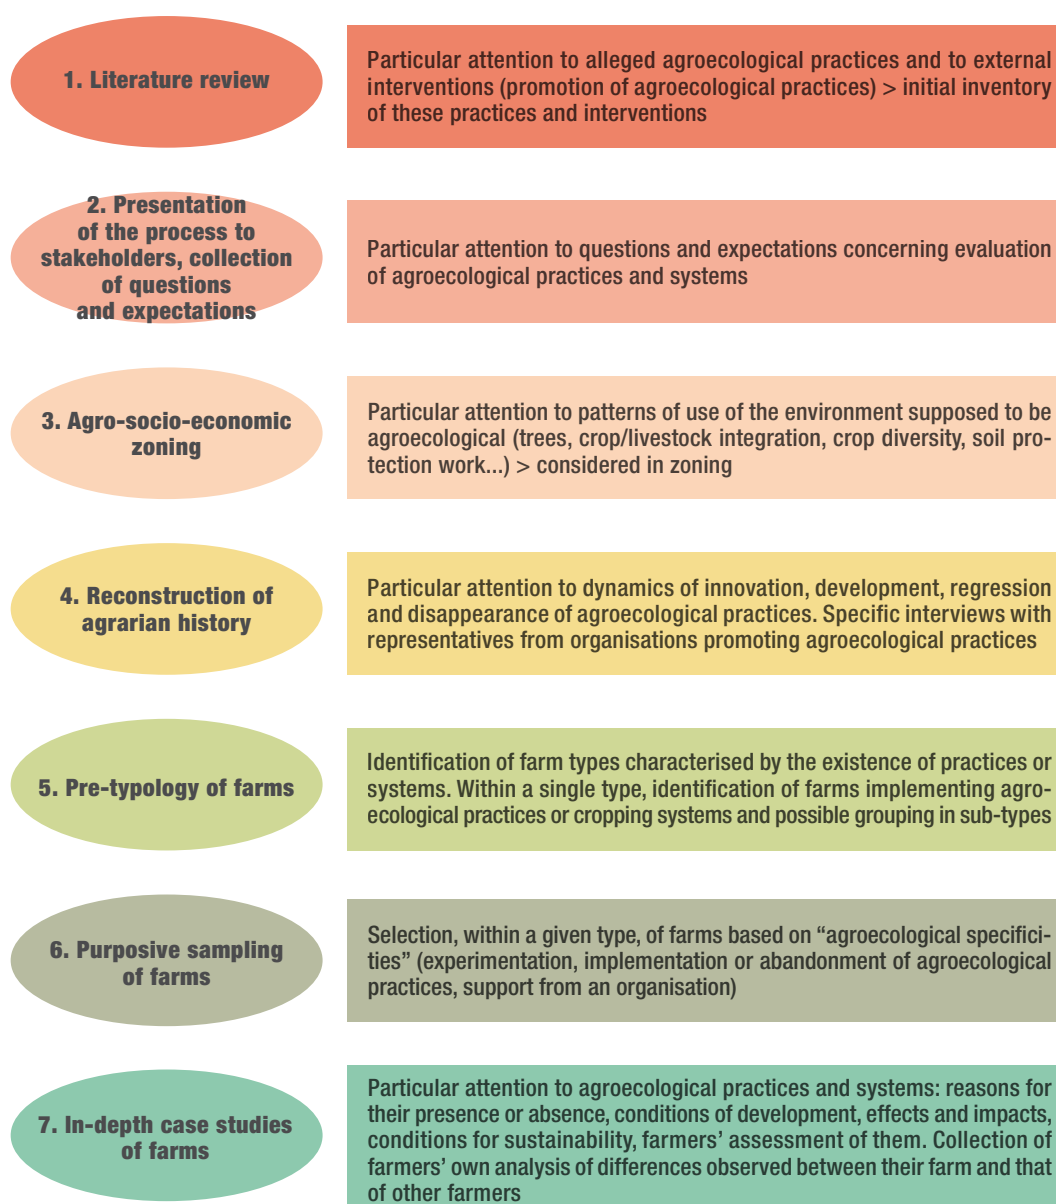 1. Literature review
Particular attention to alleged agroecological practices and to external
interventions (promotion of agroecological practices) > initial inventory
of these practices and interventions
2. Presentation
of the process to
stakeholders, collection
of questions
and expectations
Particular attention to questions and expectations concerning evaluation
of agroecological practices and systems
3. Agro-socio-economic
zoning
Particular attention to patterns of use of the environment supposed to be
agroecological (trees, crop/livestock integration, crop diversity, soil pro-
tection work...) > considered in zoning
4. Reconstruction of
agrarian history
Particular attention to dynamics of innovation, development, regression
and disappearance of agroecological practices. Specific interviews with
representatives from organisations promoting agroecological practices
5. Pre-typology of farms
Identification of farm types characterised by the existence of practices or
systems. Within a single type, identification of farms implementing agro-
ecological practices or cropping systems and possible grouping in sub-types
6. Purposive sampling
of farms
Selection, within a given type, of farms based on “agroecological specifici-
ties” (experimentation, implementation or abandonment of agroecological
practices, support from an organisation)
7. In-depth case studies
of farms
Particular attention to agroecological practices and systems: reasons for
their presence or absence, conditions of development, effects and impacts,
conditions for sustainability, farmers’ assessment of them. Collection of
farmers’ own analysis of differences observed between their farm and that
of other farmers